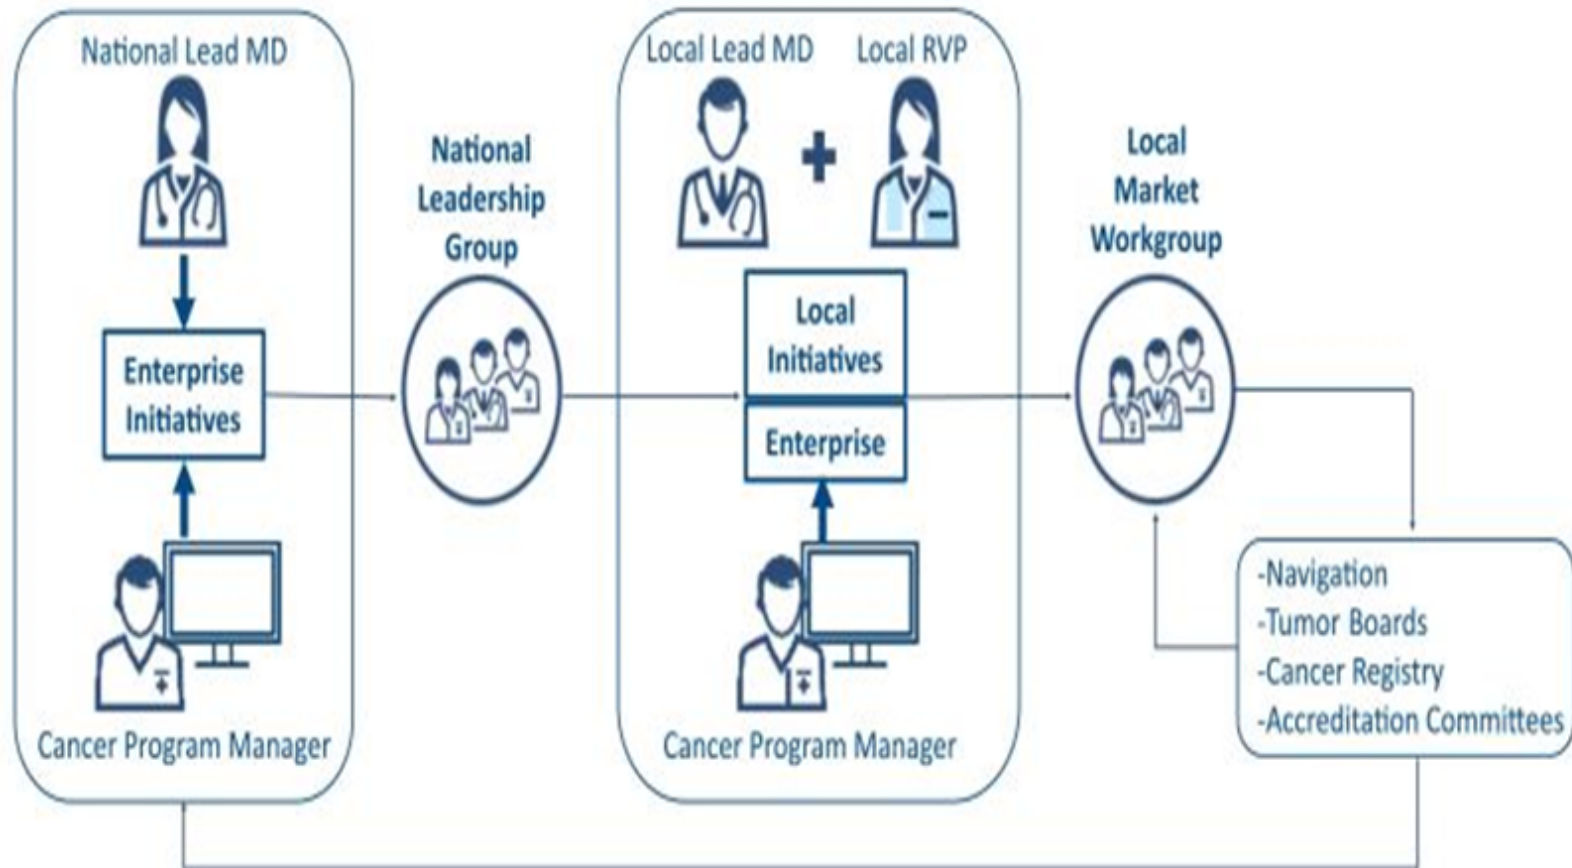 National Lead MD
Enterprise
Initiatives
Cancer Program Manager
National
Leadership
Group
Local Lead MD
Local RVP
Local
Initiatives
Enterprise
Cancer Program Manager
Local
Market
Workgroup
-Navigation
-Tumor Boards
-Cancer Registry
-Accreditation Committees